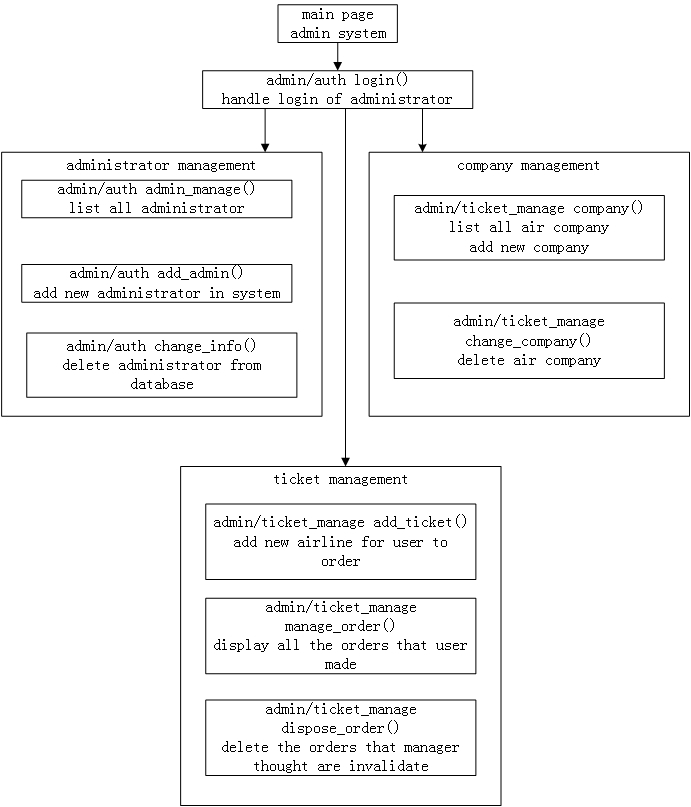 main page
admin system
admin/auth login()
handle login of administrator
administrator management
admin/auth admin_manage()
list all administrator
admin/auth add_admin()
add new administrator in system
admin/auth change_info()
delete administrator from
database
company management
admin/ticket_manage company()
list all air company
add new company
admin/ticket_manage
change_company()
delete air company
ticket management
admin/ticket_manage add_ticket()
add new airline for user to
order
admin/ticket_manage
manage_order()
display all the orders that user
made
admin/ticket_manage
dispose_order()
delete the orders that manager
thought are invalidate